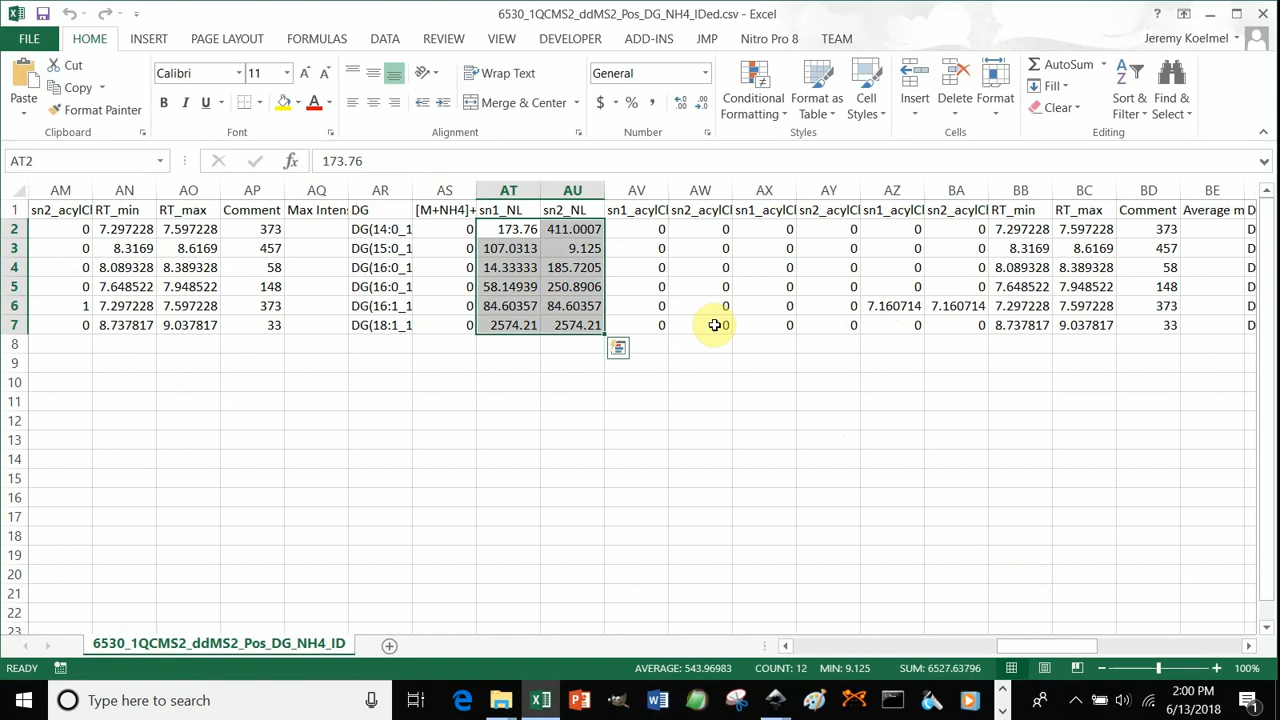 6530_1QCMS2_ddMS2_Pos_DG_NH4_IDed.csv - Excel
FILE HOME INSERT PAGE LAYOUT FORMULAS DATA REVIEW VIEW DEVELOPER ADD-INS JMP Nitro Pro 8 TEAM Jeremy Koelmel
Cut
Copy
Format Painter
Paste
Clipboard
Calibri 11
B I U
Font
Wrap Text
Merge & Center
Alignment
General
$ % ,
Number
Conditional Formatting
Format as Table
Cell Styles
Styles
Insert Delete Format
Cells
AutoSum
Fill
Clear
Sort & Filter
Find & Select
Editing
AT2 fx 173.76
AM AN AO AP AQ AR AS AT AU AV AW AX AY AZ BA BB BC BD BE
1 sn2_acylCl RT_min RT_max Comment Max Intens DG [M+NH4]+ sn1_NL sn2_NL sn1_acylCl sn2_acylCl sn1_acylCl sn2_acylCl sn1_acylCl sn2_acylCl RT_min RT_max Comment Average m D
2 0 7.297228 7.597228 373 DG(14:0_1 0 173.76 411.0007 0 0 0 0 0 0 7.297228 7.597228 373 D
3 0 8.3169 8.6169 457 DG(15:0_1 0 107.0313 9.125 0 0 0 0 0 0 8.3169 8.6169 457 D
4 0 8.089383 8.389383 58 DG(16:0_1 0 14.33333 185.7205 0 0 0 0 0 0 8.089383 8.389383 58 D
5 0 7.648522 7.948522 148 DG(16:0_1 0 58.14939 250.8906 0 0 0 0 0 0 7.648522 7.948522 148 D
6 1 7.297228 7.597228 373 DG(16:1_1 0 84.60357 84.60357 0 0 0 0 7.160714 7.160714 7.297228 7.597228 373 D
7 0 8.737817 9.037817 33 DG(18:1_1 0 2574.21 2574.21 0 0 0 0 0 0 8.737817 9.037817 33 D
8
9
10
11
12
13
14
15
16
17
18
19
20
21
22
23
6530_1QCMS2_ddMS2_Pos_DG_NH4_ID
READY AVERAGE: 543.96983 COUNT: 12 MIN: 9.125 SUM: 6527.63796 100%
Type here to search
2:00 PM
6/13/2018